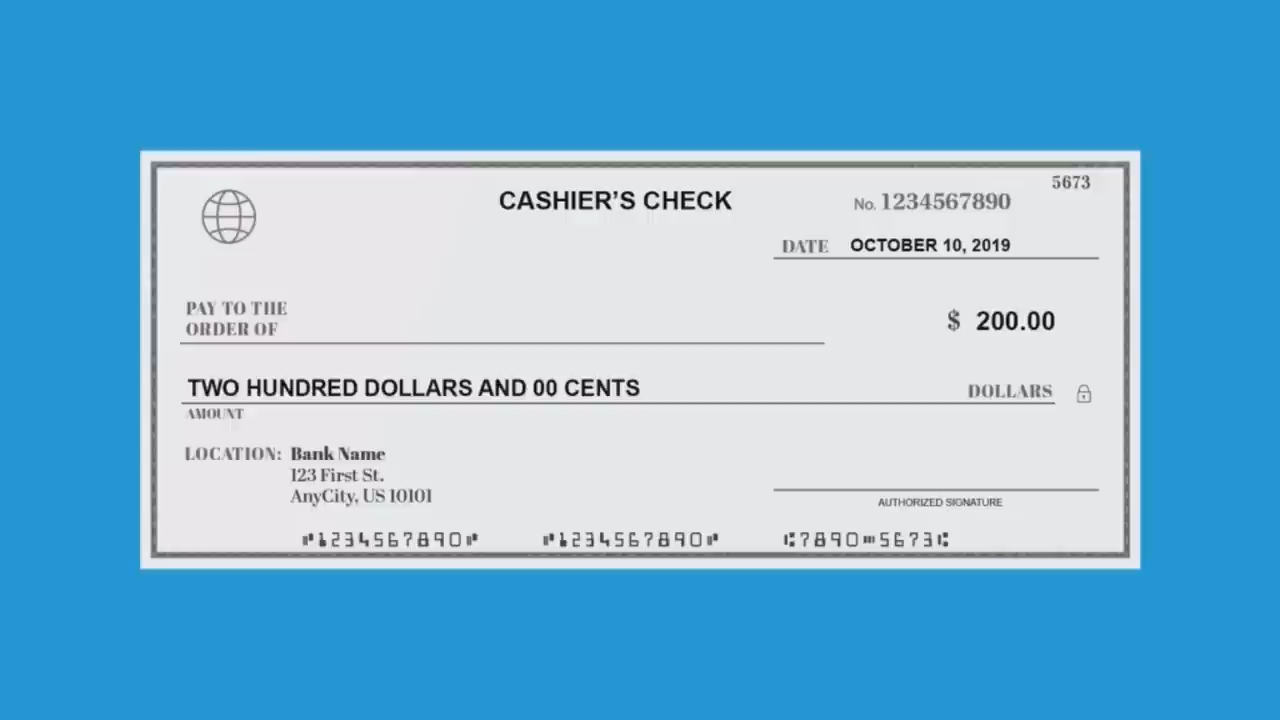 5673
CASHIER'S CHECK
No. 1234567890
DATE OCTOBER 10, 2019
PAY TO THE
ORDER OF
$ 200.00
TWO HUNDRED DOLLARS AND 00 CENTS DOLLARS
AMOUNT
LOCATION: Bank Name
123 First St.
AnyCity, US 10101
AUTHORIZED SIGNATURE
⑈1234567890⑈ ⑈1234567890⑈ ⑆7890⑉5673⑆